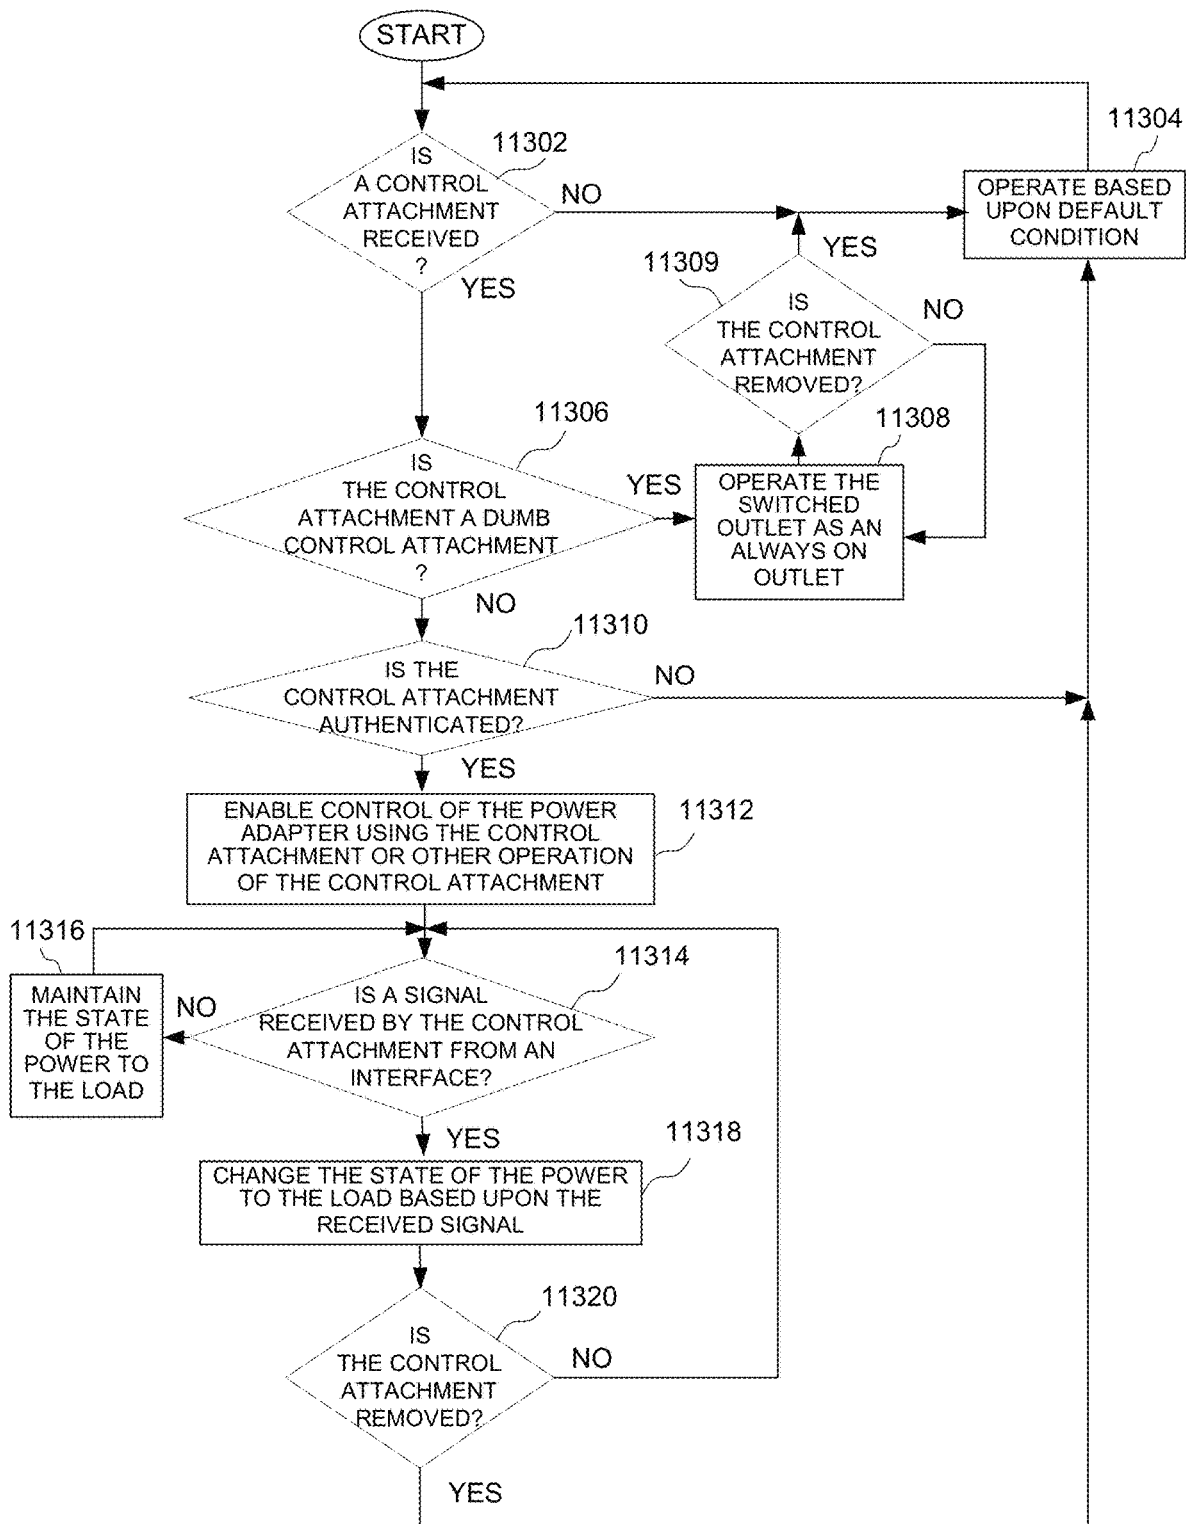 START
11302
11304
IS
A CONTROL
ATTACHMENT
RECEIVED
?
NO
YES
OPERATE BASED
UPON DEFAULT
CONDITION
YES
11309
IS
THE CONTROL
ATTACHMENT
REMOVED?
NO
11306
IS
THE CONTROL
ATTACHMENT A DUMB
CONTROL ATTACHMENT
?
YES
NO
11308
OPERATE THE
SWITCHED
OUTLET AS AN
ALWAYS ON
OUTLET
11310
IS THE
CONTROL ATTACHMENT
AUTHENTICATED?
NO
YES
ENABLE CONTROL OF THE POWER
ADAPTER USING THE CONTROL
ATTACHMENT OR OTHER OPERATION
OF THE CONTROL ATTACHMENT
11312
11316
MAINTAIN
THE STATE
OF THE
POWER TO
THE LOAD
NO
11314
IS A SIGNAL
RECEIVED BY THE CONTROL
ATTACHMENT FROM AN
INTERFACE?
YES
11318
CHANGE THE STATE OF THE POWER
TO THE LOAD BASED UPON THE
RECEIVED SIGNAL
11320
IS
THE CONTROL
ATTACHMENT
REMOVED?
NO
YES